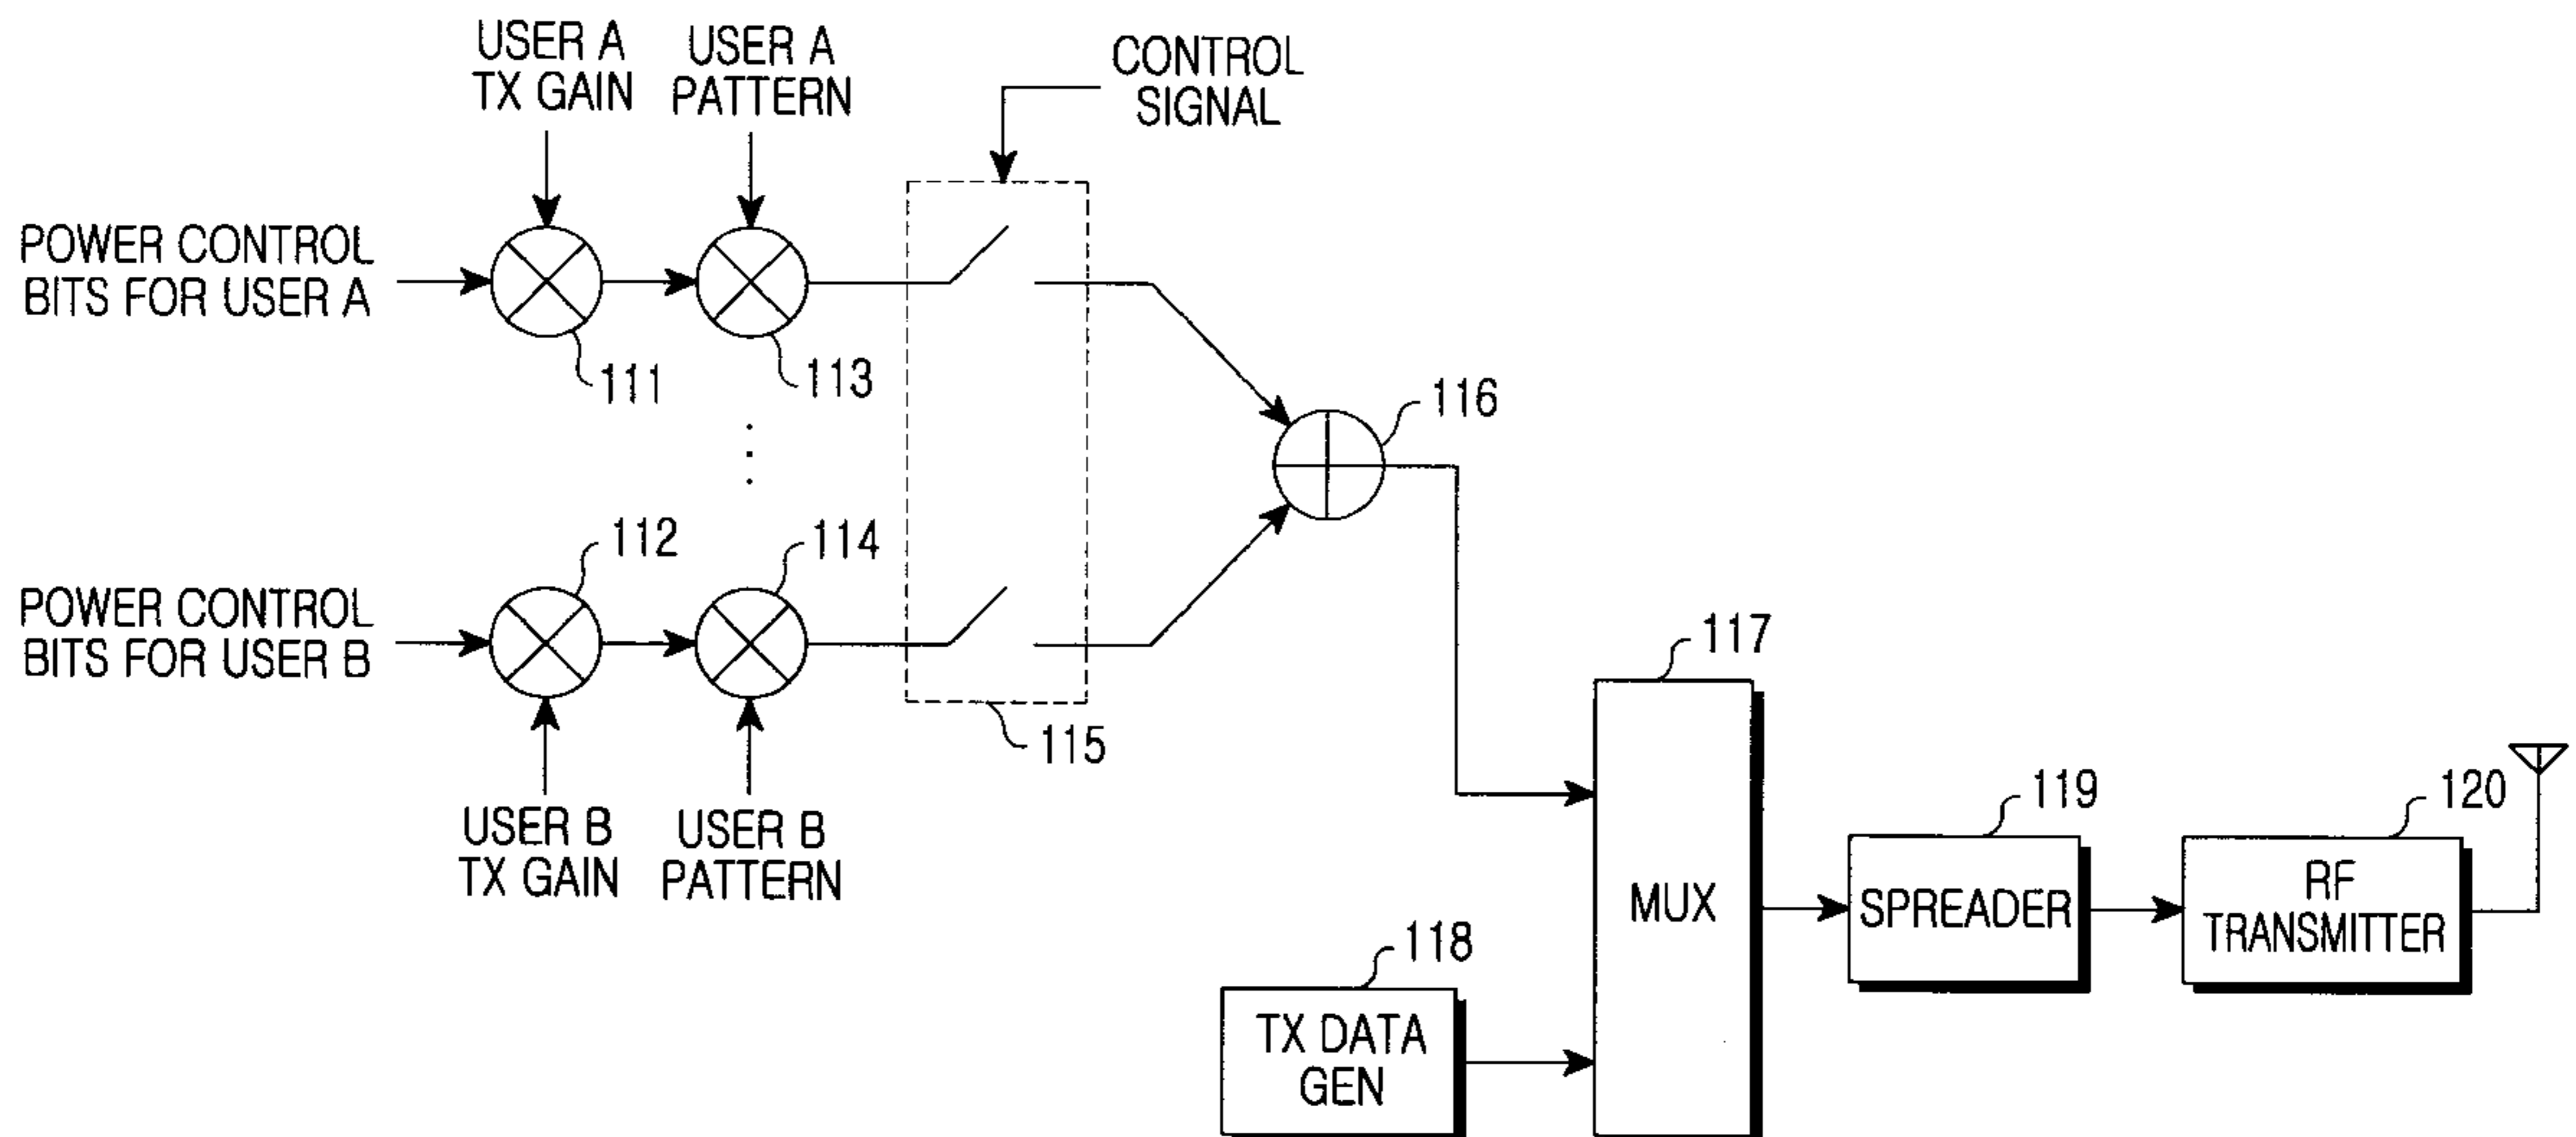 USER A
TX GAIN
USER A
PATTERN
CONTROL
SIGNAL
POWER CONTROL
BITS FOR USER A
111
113
116
112
114
POWER CONTROL
BITS FOR USER B
115
117
USER B
TX GAIN
USER B
PATTERN
119
120
MUX
SPREADER
RF
TRANSMITTER
118
TX DATA
GEN